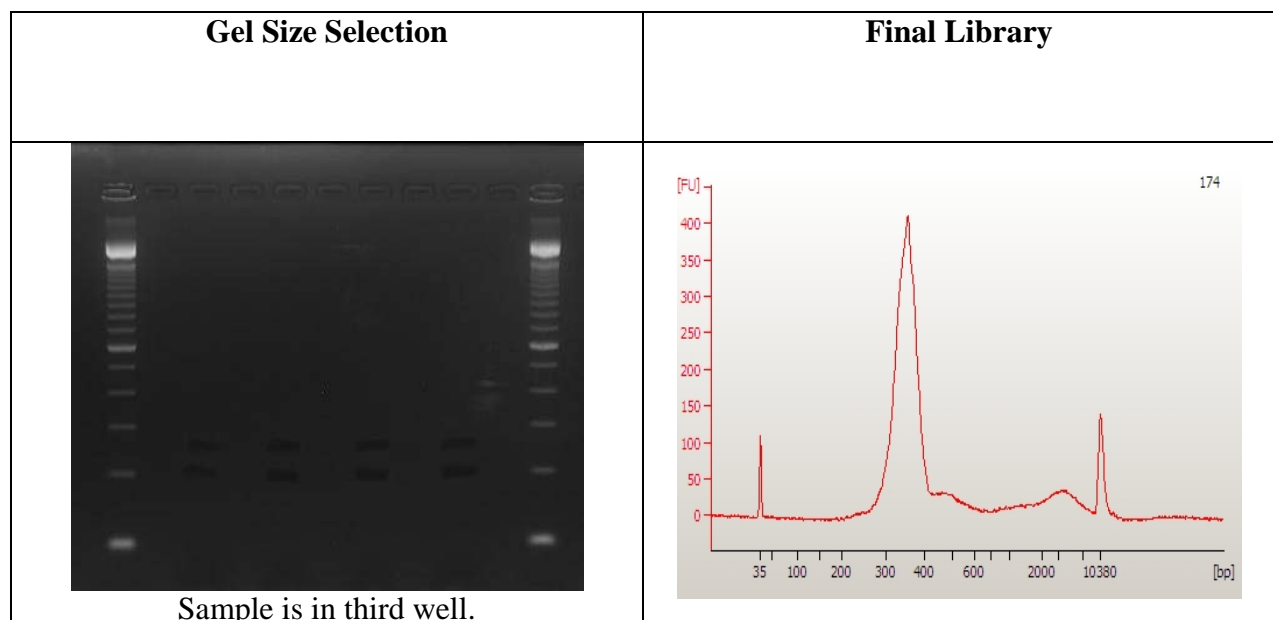 Gel Size Selection
Final Library
Sample is in third well.
[FU]
174
400
350
300
250
200
150
100
50
0
35 100 200 300 400 600 2000 10380 [bp]